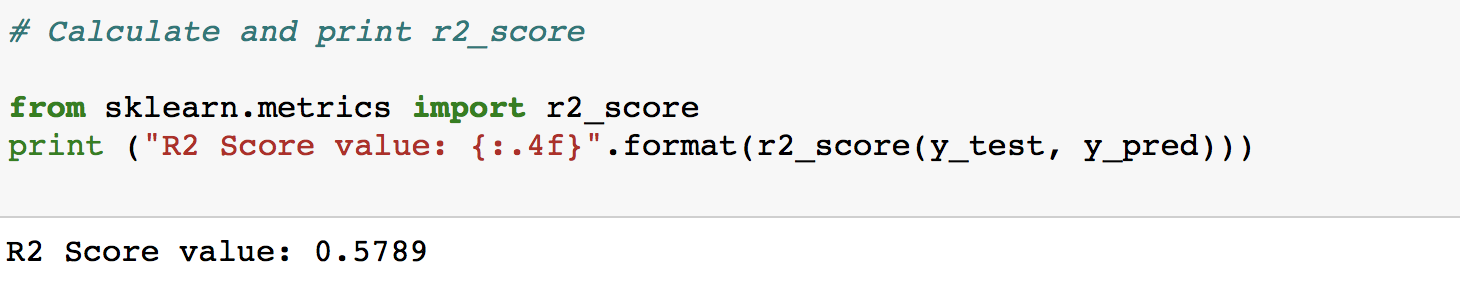 # Calculate and print r2_score
from sklearn.metrics import r2_score
print ("R2 Score value: {:.4f}".format(r2_score(y_test, y_pred)))
R2 Score value: 0.5789